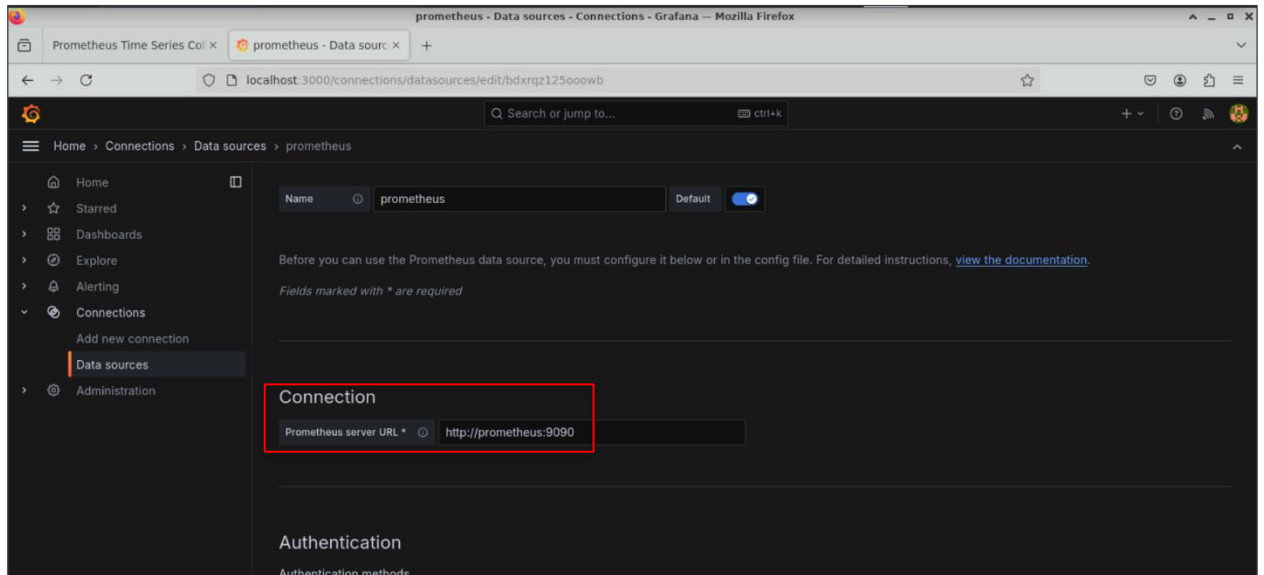 prometheus - Data sources - Connections - Grafana — Mozilla Firefox
Prometheus Time Series Col
prometheus - Data sourc
localhost:3000/connections/datasources/edit/bdxrqz125ooowb
Search or jump to... ctrl+k
Home › Connections › Data sources › prometheus
Home
Starred
Dashboards
Explore
Alerting
Connections
Add new connection
Data sources
Administration
Name prometheus Default
Before you can use the Prometheus data source, you must configure it below or in the config file. For detailed instructions, view the documentation.
Fields marked with * are required
Connection
Prometheus server URL * http://prometheus:9090
Authentication
Authentication methods